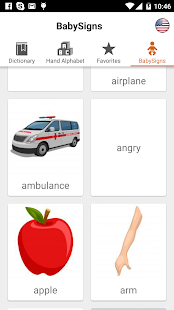 10:46
BabySigns
Dictionary
Hand Alphabet
Favorites
BabySigns
airplane
angry
ambulance
apple
arm